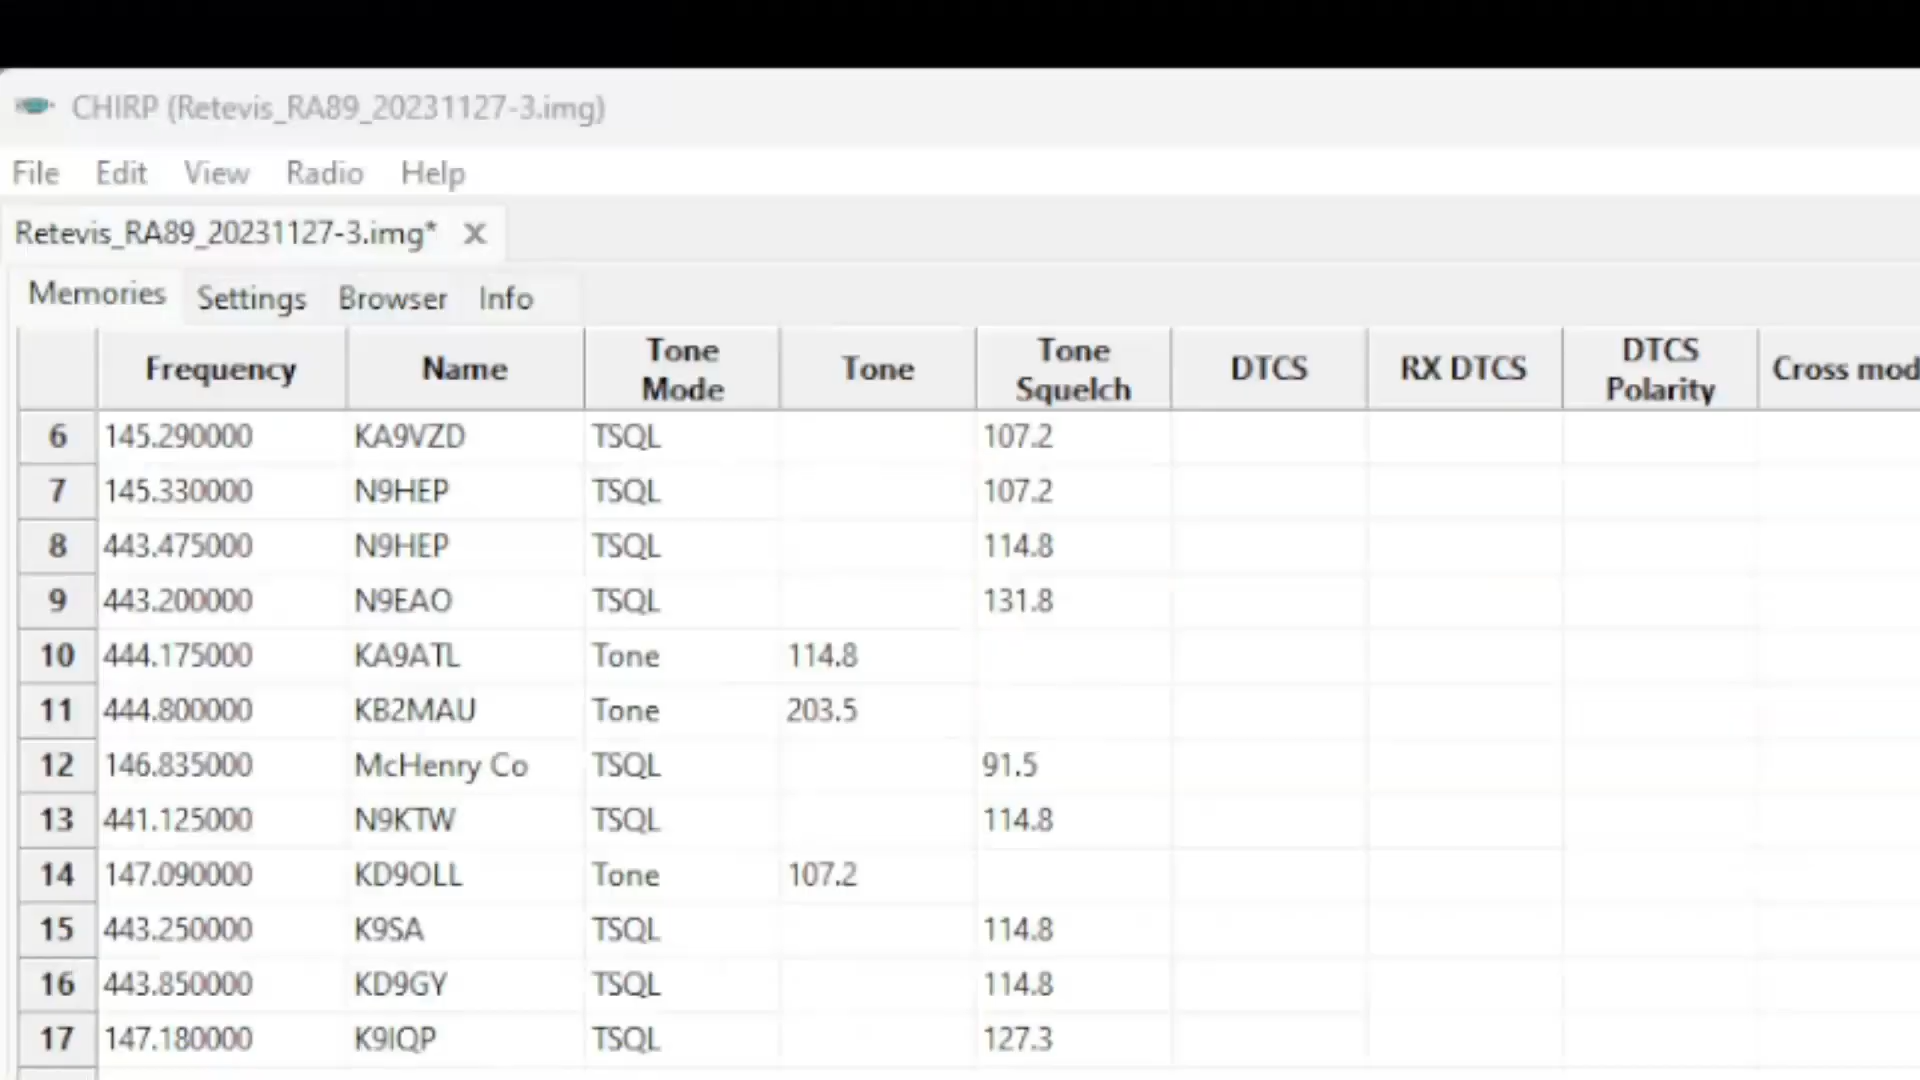 CHIRP (Retevis_RA89_20231127-3.img)
File Edit View Radio Help
Retevis_RA89_20231127-3.img* X
Memories Settings Browser Info
Frequency Name Tone Mode Tone Tone Squelch DTCS RX DTCS DTCS Polarity Cross mod
6 145.290000 KA9VZD TSQL 107.2
7 145.330000 N9HEP TSQL 107.2
8 443.475000 N9HEP TSQL 114.8
9 443.200000 N9EAO TSQL 131.8
10 444.175000 KA9ATL Tone 114.8
11 444.800000 KB2MAU Tone 203.5
12 146.835000 McHenry Co TSQL 91.5
13 441.125000 N9KTW TSQL 114.8
14 147.090000 KD9OLL Tone 107.2
15 443.250000 K9SA TSQL 114.8
16 443.850000 KD9GY TSQL 114.8
17 147.180000 K9IQP TSQL 127.3